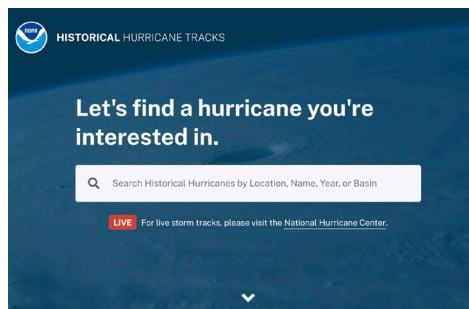 NOAA
HISTORICAL HURRICANE TRACKS
Let's find a hurricane you're
interested in.
Search Historical Hurricanes by Location, Name, Year, or Basin
LIVE For live storm tracks, please visit the National Hurricane Center.